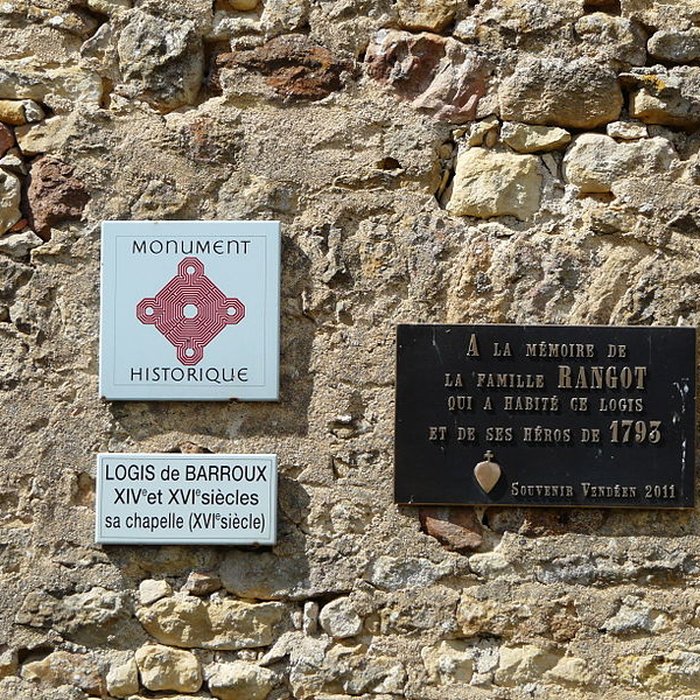 MONUMENT
HISTORIQUE
LOGIS de BARROUX
XIVe et XVIe siècles
sa chapelle (XVIe siècle)
A LA MÉMOIRE DE
LA FAMILLE RANGOT
QUI A HABITÉ CE LOGIS
ET DE SES HÉROS DE 1793
SOUVENIR VENDÉEN 2011